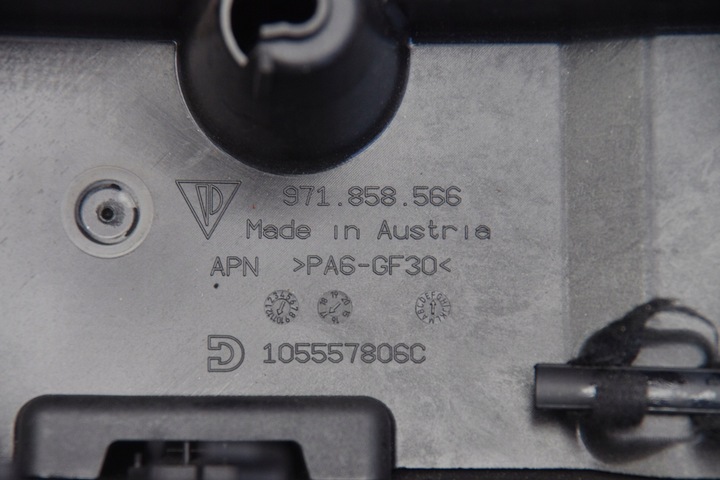 971.858.566
Made in Austria
APN >PA6-GF30<
105557806C